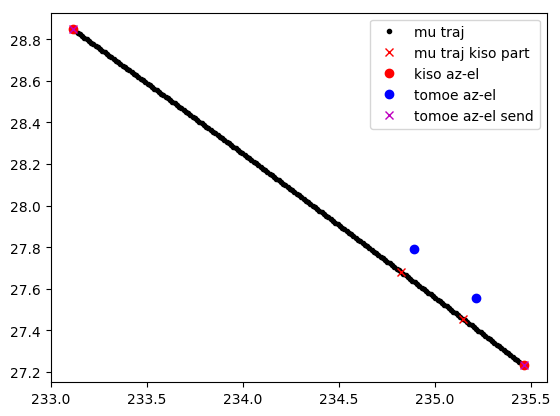 28.8
28.6
28.4
28.2
28.0
27.8
27.6
27.4
27.2
233.0 233.5 234.0 234.5 235.0 235.5
mu traj
mu traj kiso part
kiso az-el
tomoe az-el
tomoe az-el send